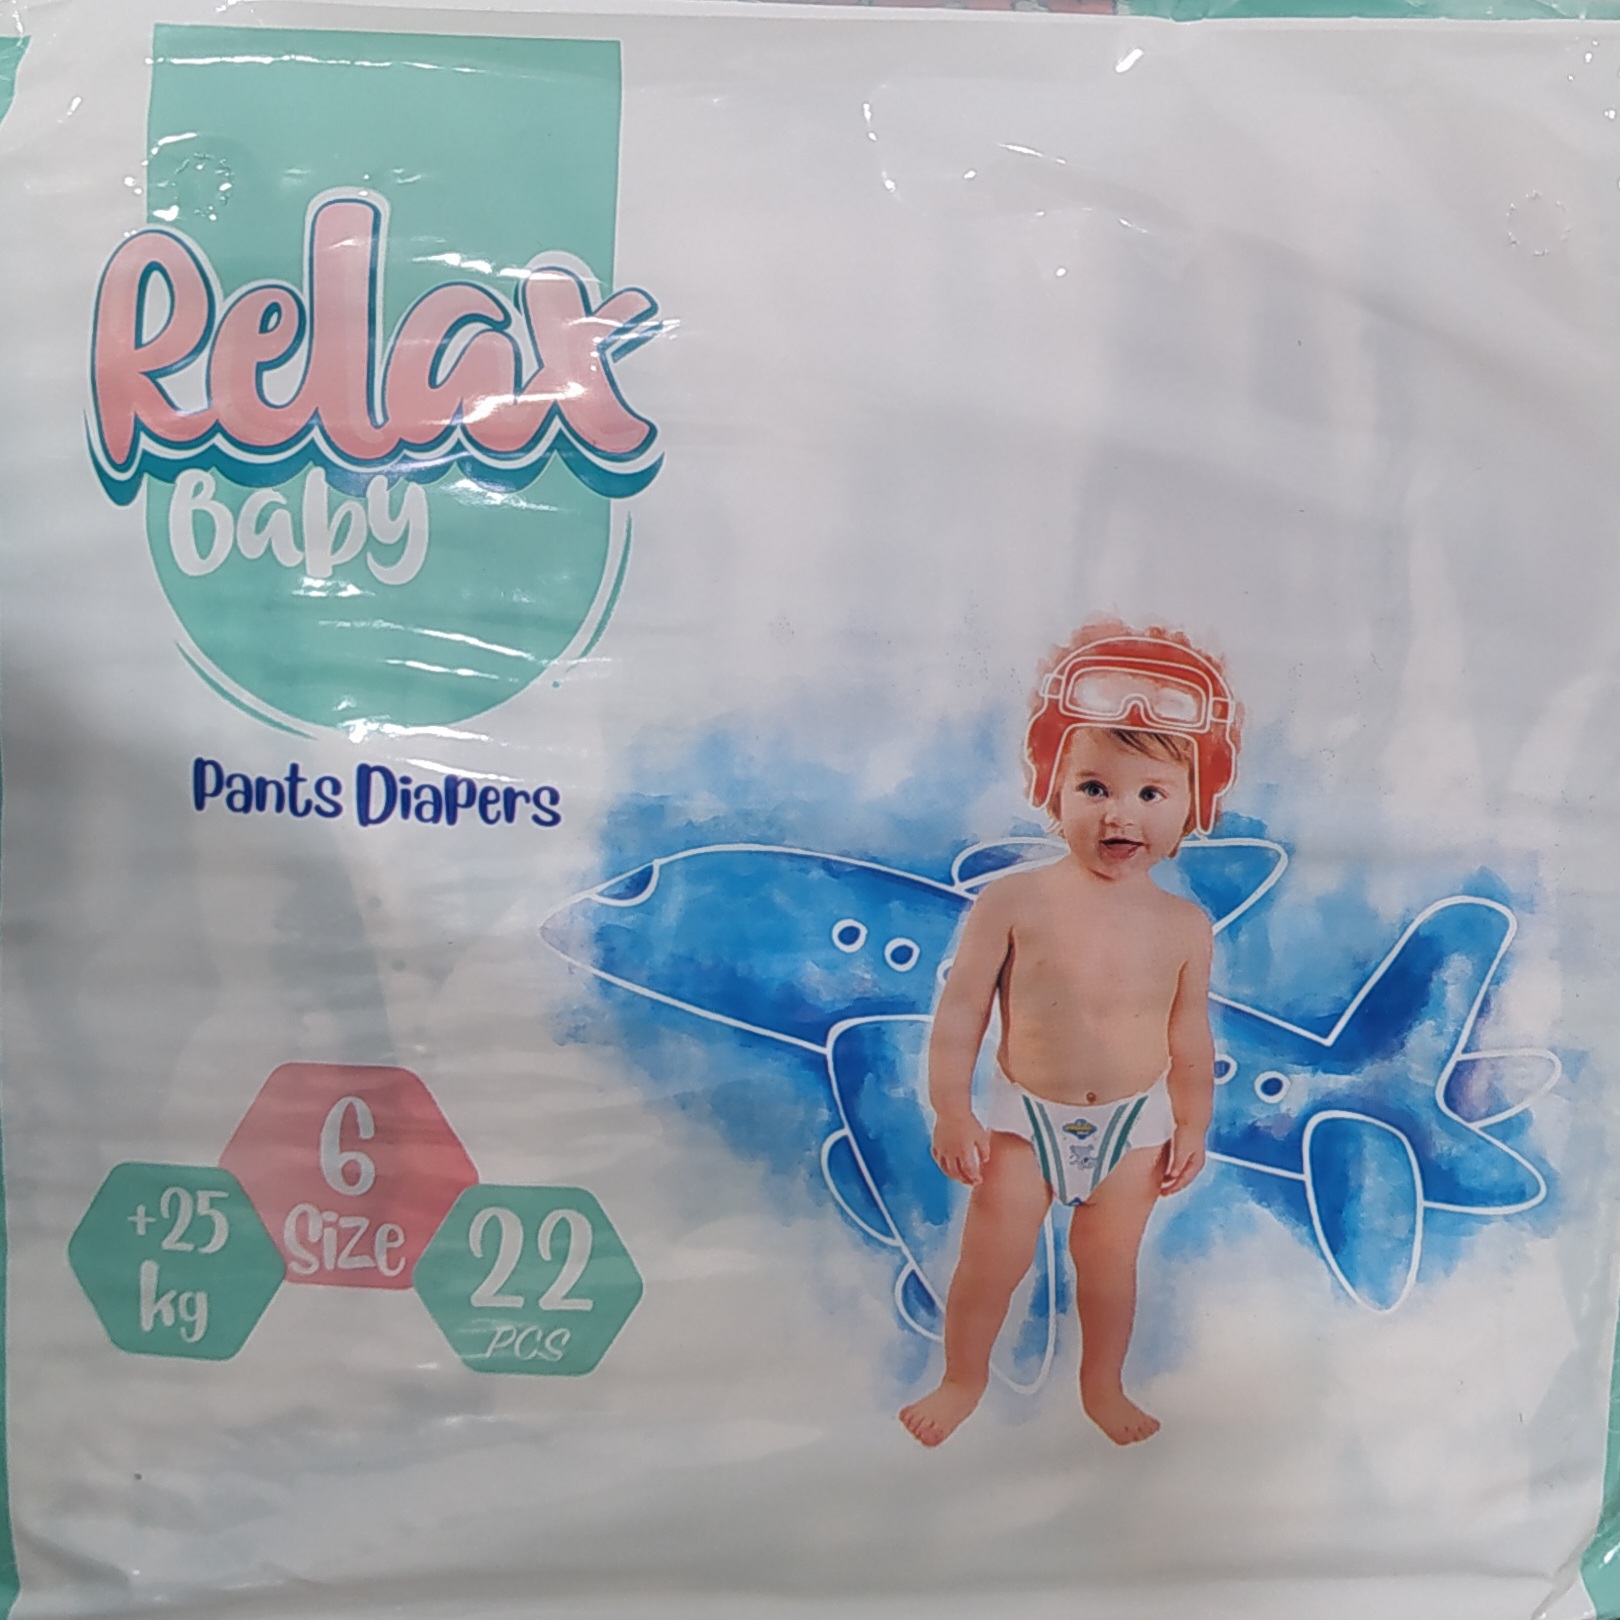 Relax
Baby
Pants Diapers
6
Size
+25
kg
22
PCS